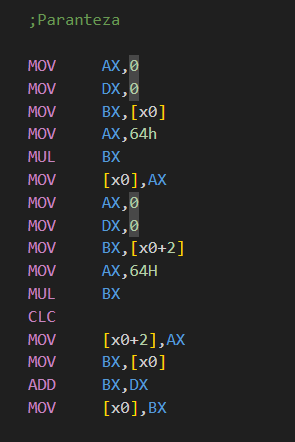 ;Paranteza
MOV AX,0
MOV DX,0
MOV BX,[x0]
MOV AX,64h
MUL BX
MOV [x0],AX
MOV AX,0
MOV DX,0
MOV BX,[x0+2]
MOV AX,64H
MUL BX
CLC
MOV [x0+2],AX
MOV BX,[x0]
ADD BX,DX
MOV [x0],BX